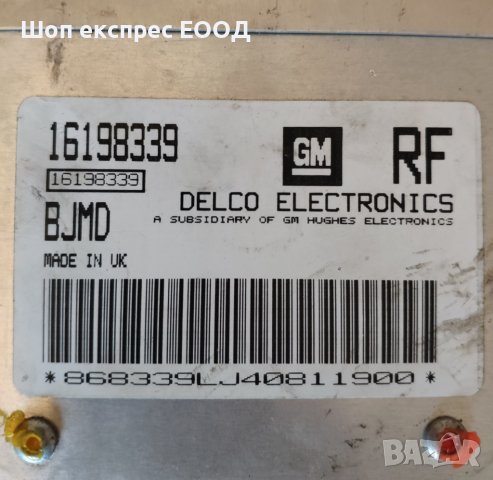 Шоп експрес ЕООД
16198339
GM
RF
16198339
DELCO ELECTRONICS
A SUBSIDIARY OF GM HUGHES ELECTRONICS
BJMD
MADE IN UK
*868339LJ40811900*
BAZAR